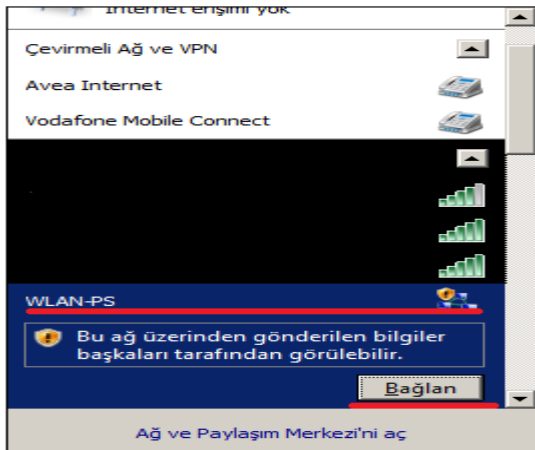 İnternet erişimi yok
Çevirmeli Ağ ve VPN
Avea Internet
Vodafone Mobile Connect
WLAN-PS
Bu ağ üzerinden gönderilen bilgiler
başkaları tarafından görülebilir.
Bağlan
Ağ ve Paylaşım Merkezi'ni aç